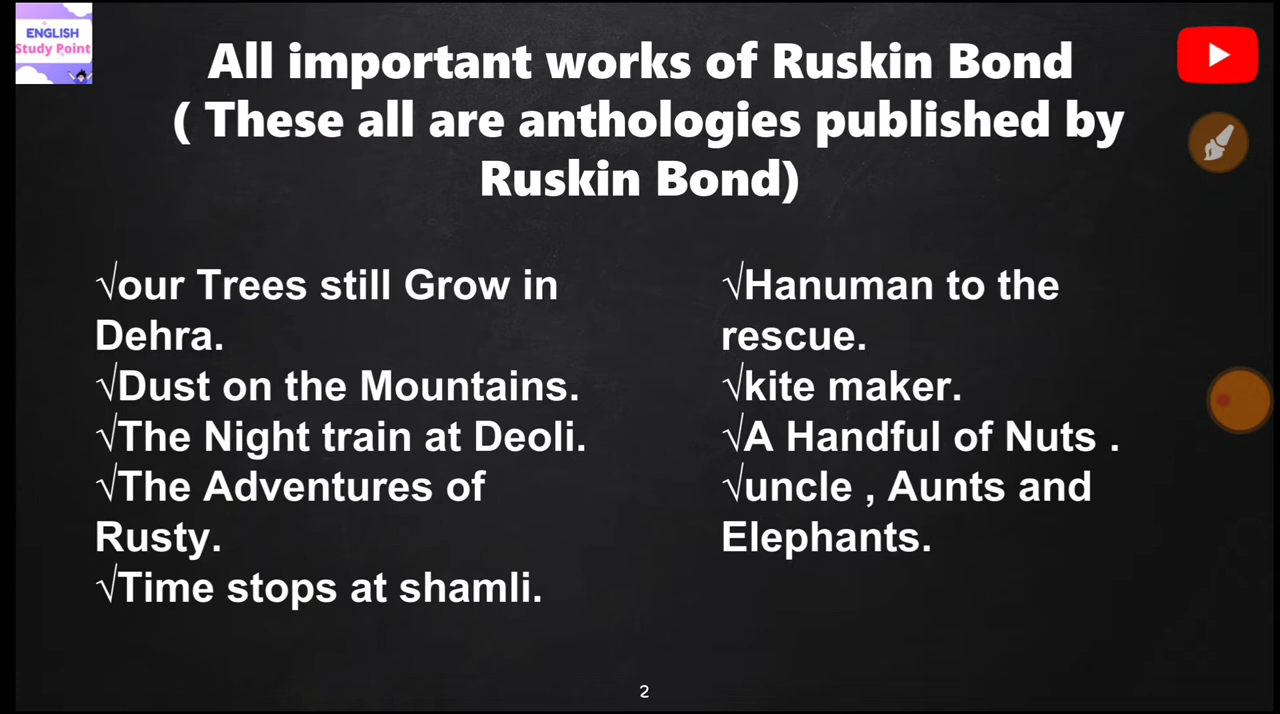 ENGLISH
Study Point
All important works of Ruskin Bond
( These all are anthologies published by
Ruskin Bond)
√our Trees still Grow in
Dehra.
√Dust on the Mountains.
√The Night train at Deoli.
√The Adventures of
Rusty.
√Time stops at shamli.
√Hanuman to the
rescue.
√kite maker.
√A Handful of Nuts .
√uncle , Aunts and
Elephants.
2